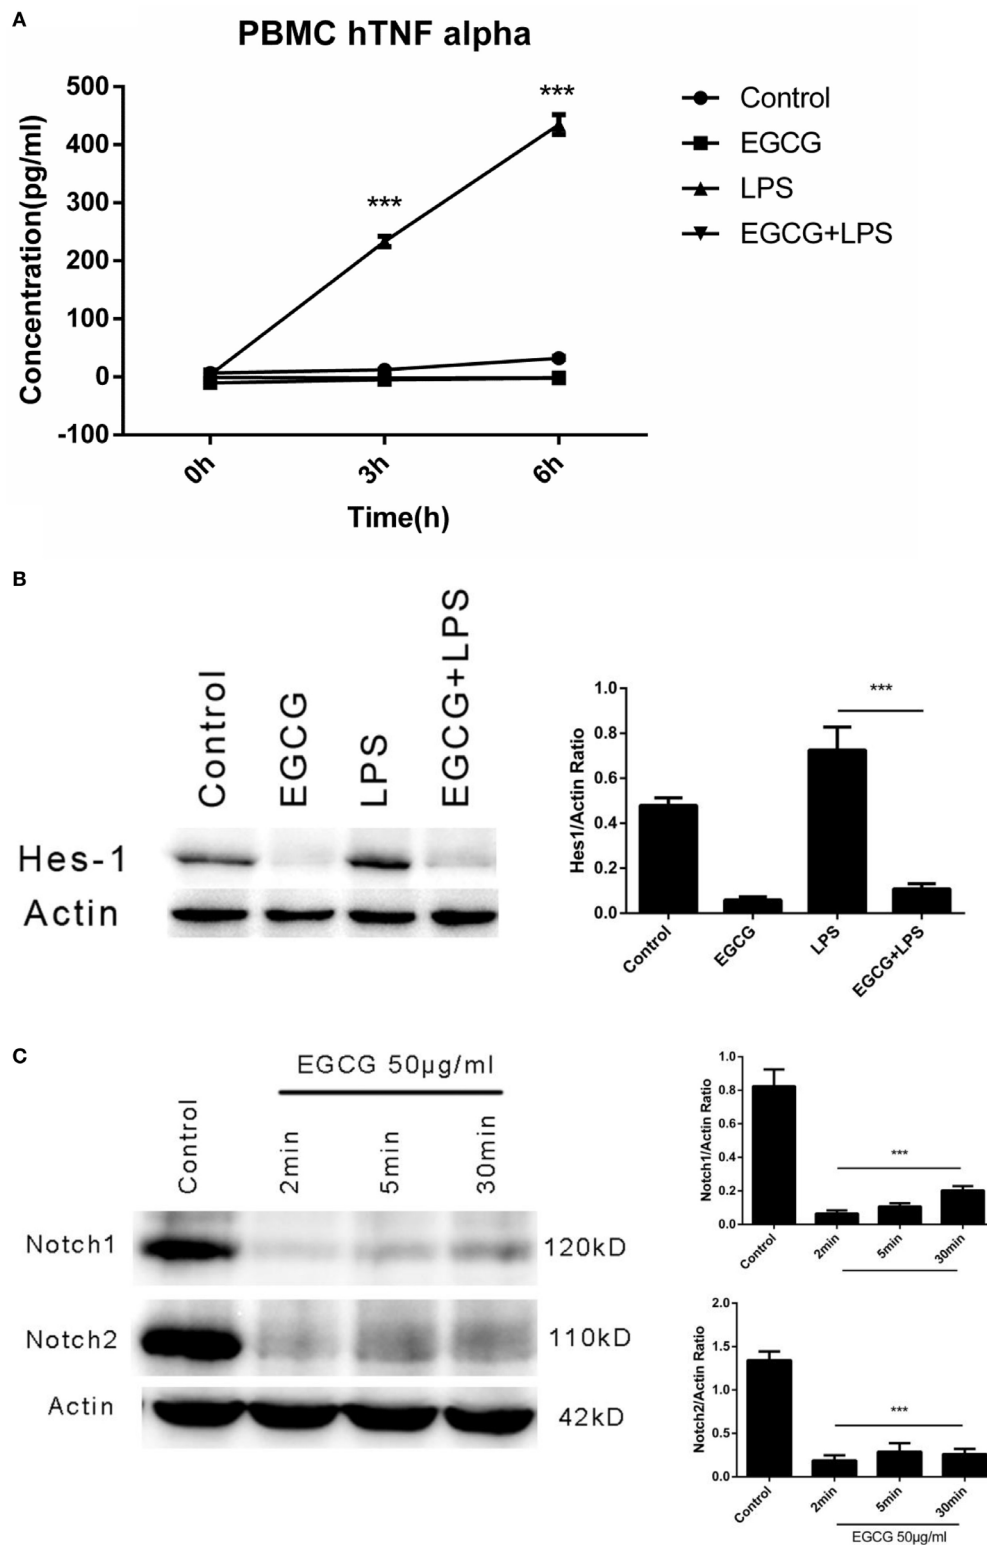 A
PBMC hTNF alpha
Concentration(pg/ml)
500
400
300
200
100
0
-100
***
***
0h
3h
6h
Time(h)
Control
EGCG
LPS
EGCG+LPS
B
Control
EGCG
LPS
EGCG+LPS
Hes-1
Actin
Hes1/Actin Ratio
1.0
0.8
0.6
0.4
0.2
0.0
***
Control
EGCG
LPS
EGCG+LPS
C
EGCG 50µg/ml
Control
2min
5min
30min
Notch1
120kD
Notch2
110kD
Actin
42kD
Notch1/Actin Ratio
1.0
0.8
0.6
0.4
0.2
0.0
***
Control
2min
5min
30min
Notch2/Actin Ratio
2.0
1.5
1.0
0.5
0.0
***
Control
2min
5min
30min
EGCG 50µg/ml